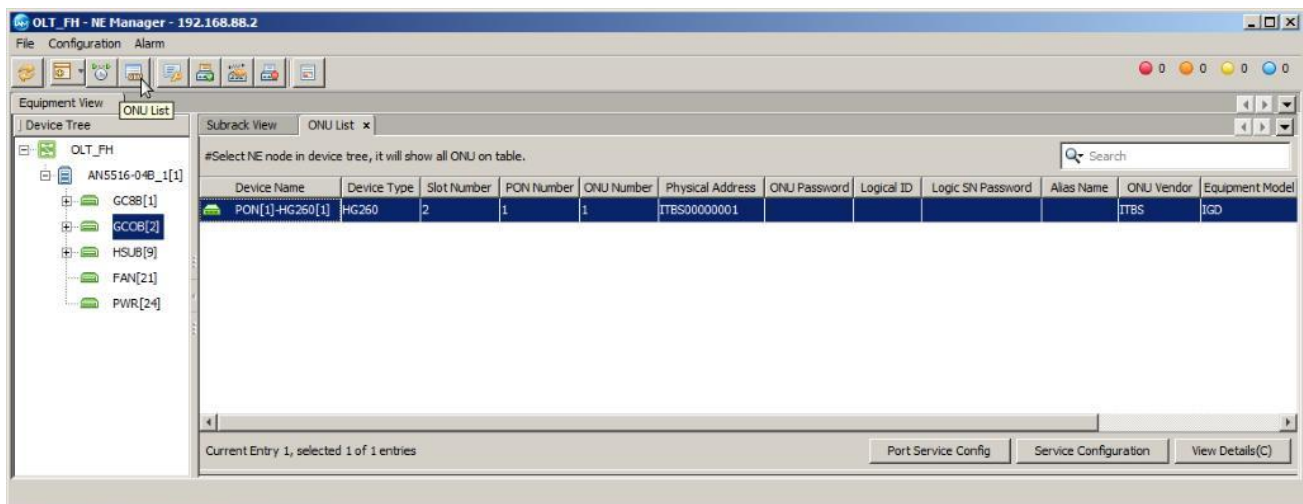 OLT_FH - NE Manager - 192.168.88.2
File Configuration Alarm
0 0 0 0
Equipment View
ONU List
Device Tree
OLT_FH
AN5516-04B_1[1]
GC8B[1]
GCOB[2]
HSUB[9]
FAN[21]
PWR[24]
Subrack View ONU List x
#Select NE node in device tree, it will show all ONU on table.
Search
Device Name Device Type Slot Number PON Number ONU Number Physical Address ONU Password Logical ID Logic SN Password Alias Name ONU Vendor Equipment Model
PON[1]-HG260[1] HG260 2 1 1 ITBS00000001 ITBS IGD
Current Entry 1, selected 1 of 1 entries
Port Service Config Service Configuration View Details(C)